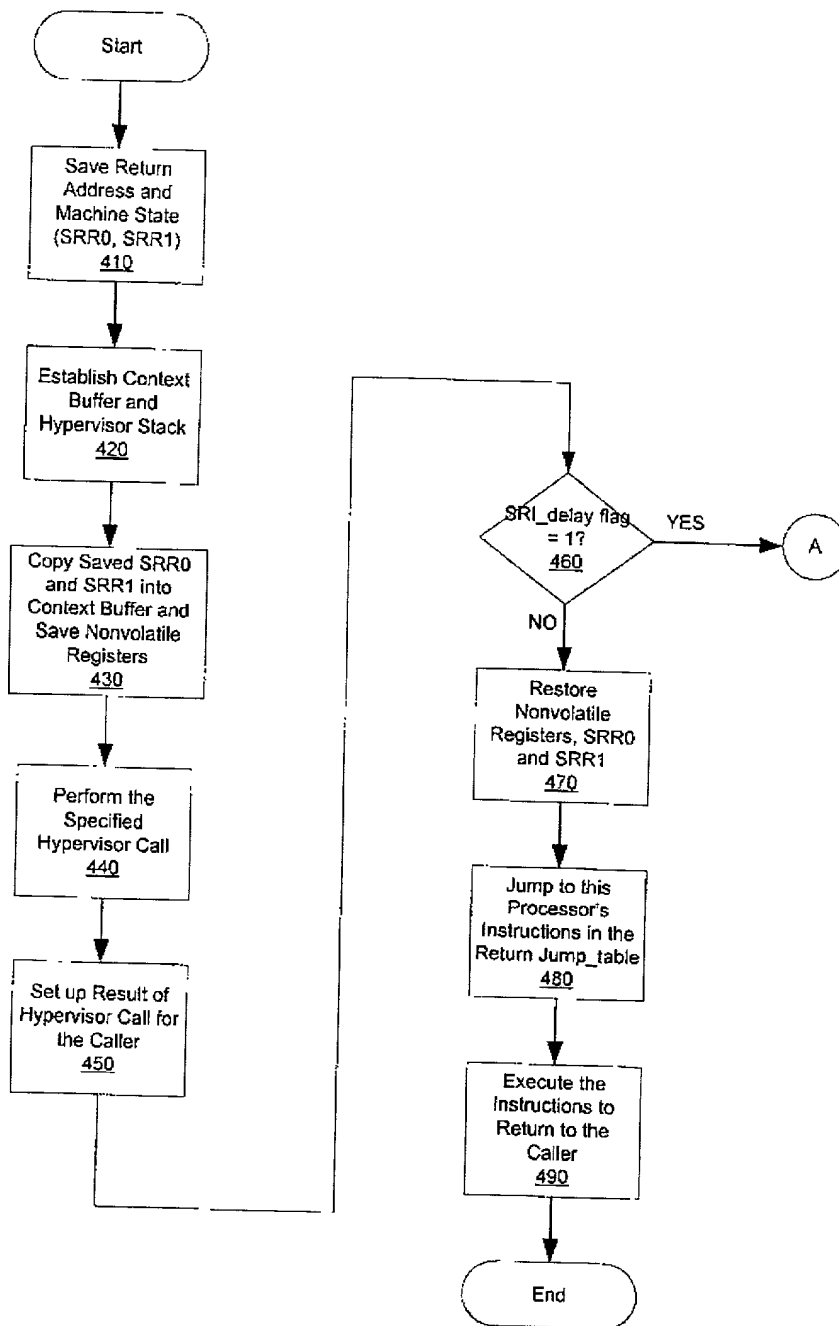 Start
Save Return
Address and
Machine State
(SRR0, SRR1)
410
Establish Context
Buffer and
Hypervisor Stack
420
Copy Saved SRR0
and SRR1 into
Context Buffer and
Save Nonvolatile
Registers
430
Perform the
Specified
Hypervisor Call
440
Set up Result of
Hypervisor Call for
the Caller
450
SRI_delay flag
= 1?
460
YES
A
NO
Restore
Nonvolatile
Registers, SRR0
and SRR1
470
Jump to this
Processor's
Instructions in the
Return Jump_table
480
Execute the
Instructions to
Return to the
Caller
490
End